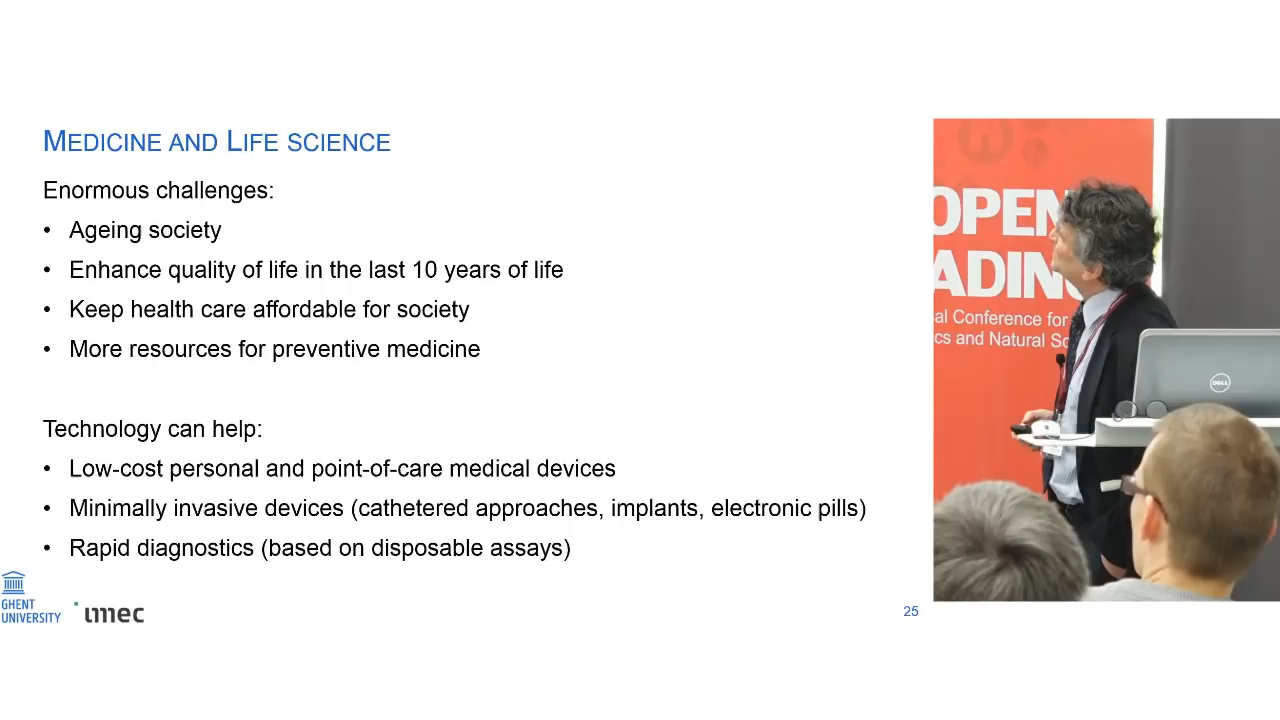 MEDICINE AND LIFE SCIENCE
Enormous challenges:
• Ageing society
• Enhance quality of life in the last 10 years of life
• Keep health care affordable for society
• More resources for preventive medicine
Technology can help:
• Low-cost personal and point-of-care medical devices
• Minimally invasive devices (cathetered approaches, implants, electronic pills)
• Rapid diagnostics (based on disposable assays)
GHENT
UNIVERSITY
imec
25
OPEN
ADING
al Conference for
cs and Natural Sc
DELL